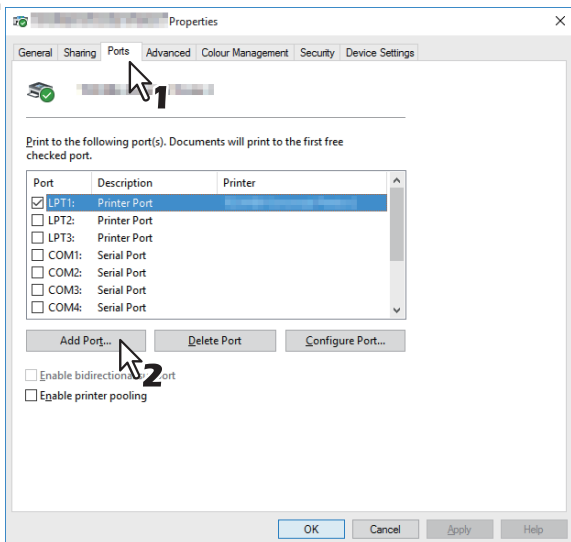 Properties
General Sharing Ports Advanced Colour Management Security Device Settings
1
Print to the following port(s). Documents will print to the first free
checked port.
Port Description Printer
LPT1: Printer Port
LPT2: Printer Port
LPT3: Printer Port
COM1: Serial Port
COM2: Serial Port
COM3: Serial Port
COM4: Serial Port
Add Port... Delete Port Configure Port...
2
Enable printer pooling
OK Cancel Apply Help